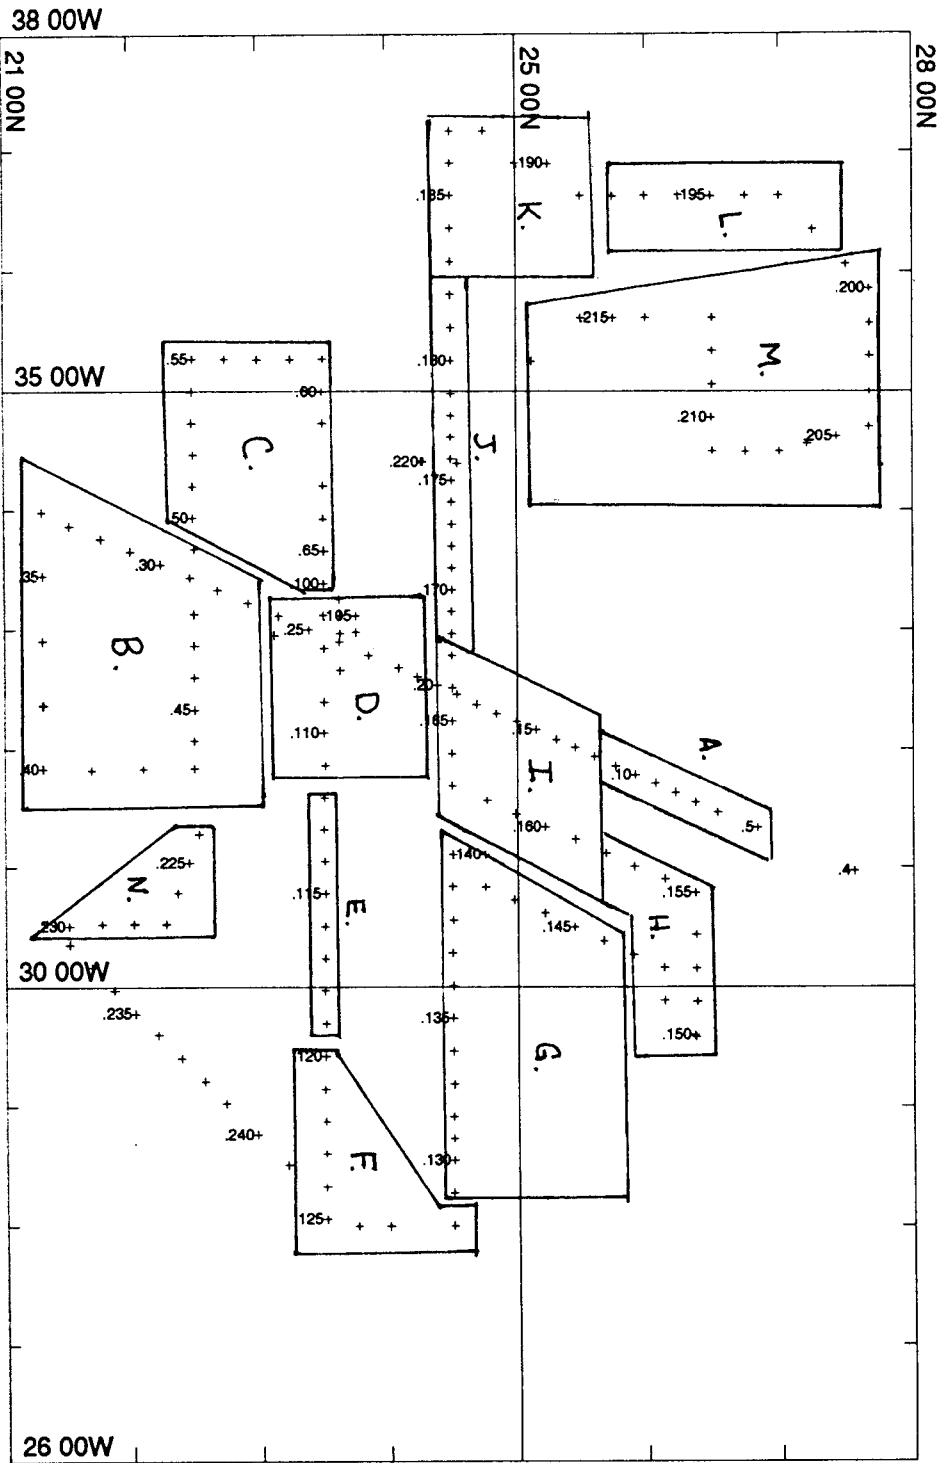 38 00W
21 00N
25 00N
28 00N
.190+
.185+
K.
.195+
L.
.200+
.215+
M.
.180+
.55+
35 00W
.60+
C.
.210+
.205+
J.
.220+
.175+
.50+
.65+
.30+
.35+
100+
.170+
.105+
.25+
B.
D.
.20+
.45+
.165+
.110+
.15+
A.
I.
.10+
.40+
.160+
.5+
.225+
N.
.140+
.4+
.115+
E.
.155+
.230+
.145+
H.
30 00W
.235+
.135+
.150+
G.
.120+
.240+
F.
.130+
.125+
26 00W